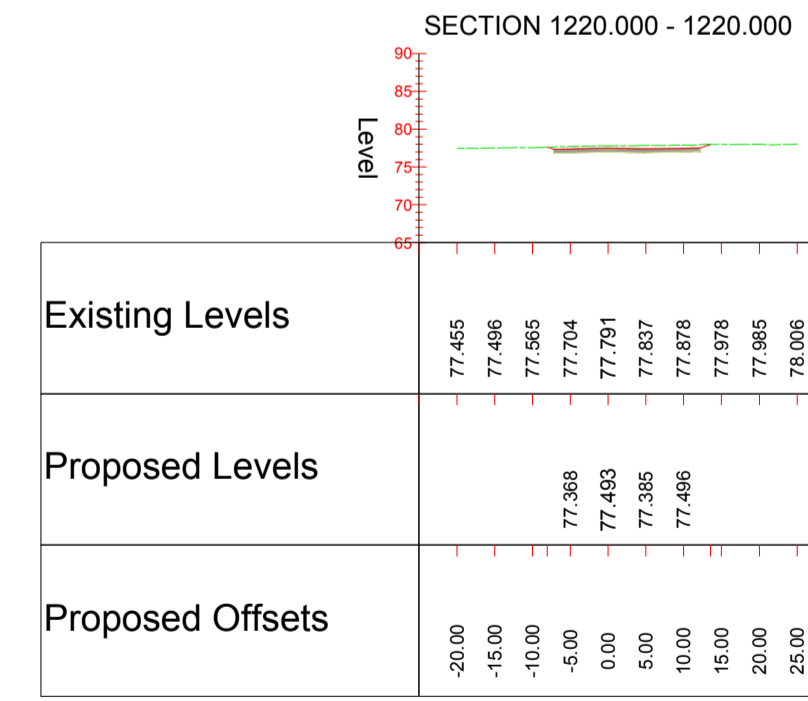 SECTION 1220.000 - 1220.000
90
85
80
75
70
65
Level
Existing Levels
77.455 77.496 77.565 77.704 77.791 77.837 77.878 77.978 77.985 78.006
Proposed Levels
77.368 77.493 77.385 77.496
Proposed Offsets
-20.00 -15.00 -10.00 -5.00 0.00 5.00 10.00 15.00 20.00 25.00